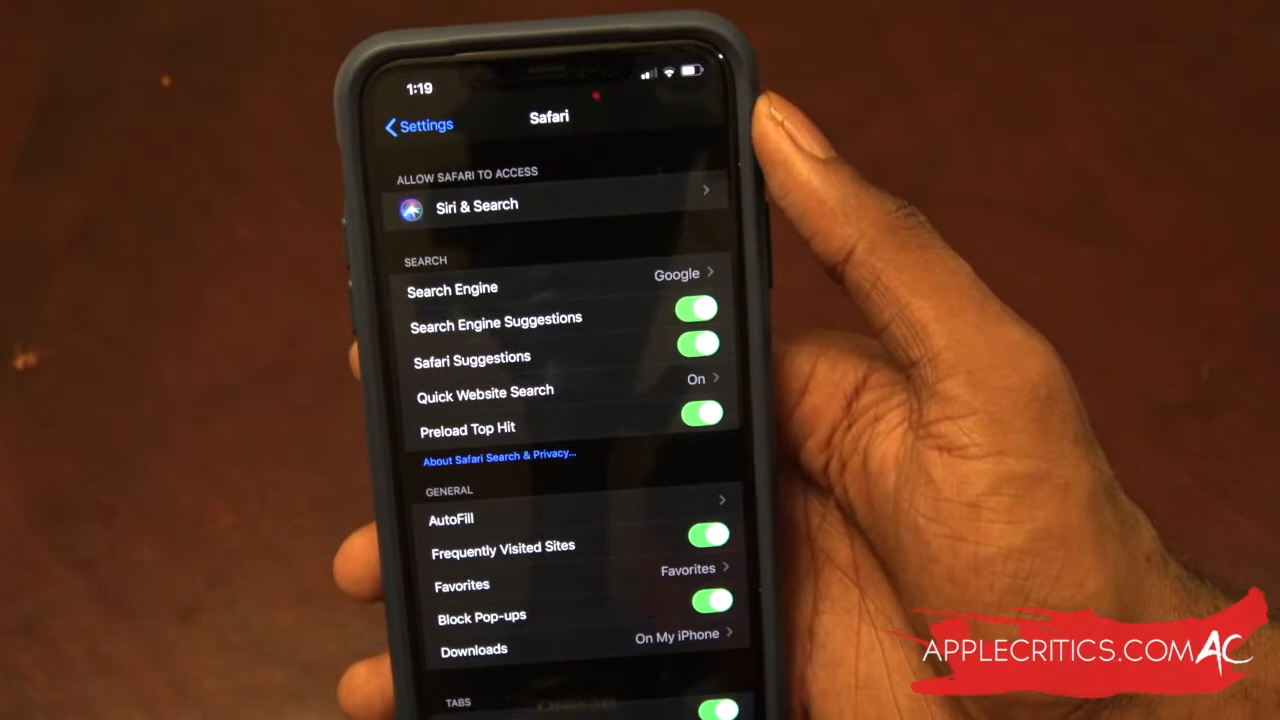 1:19
Settings
Safari
ALLOW SAFARI TO ACCESS
Siri & Search
SEARCH
Search Engine Google
Search Engine Suggestions
Safari Suggestions
Quick Website Search On
Preload Top Hit
About Safari Search & Privacy...
GENERAL
AutoFill
Frequently Visited Sites
Favorites Favorites
Block Pop-ups
Downloads On My iPhone
TABS
APPLECRITICS.COM AC